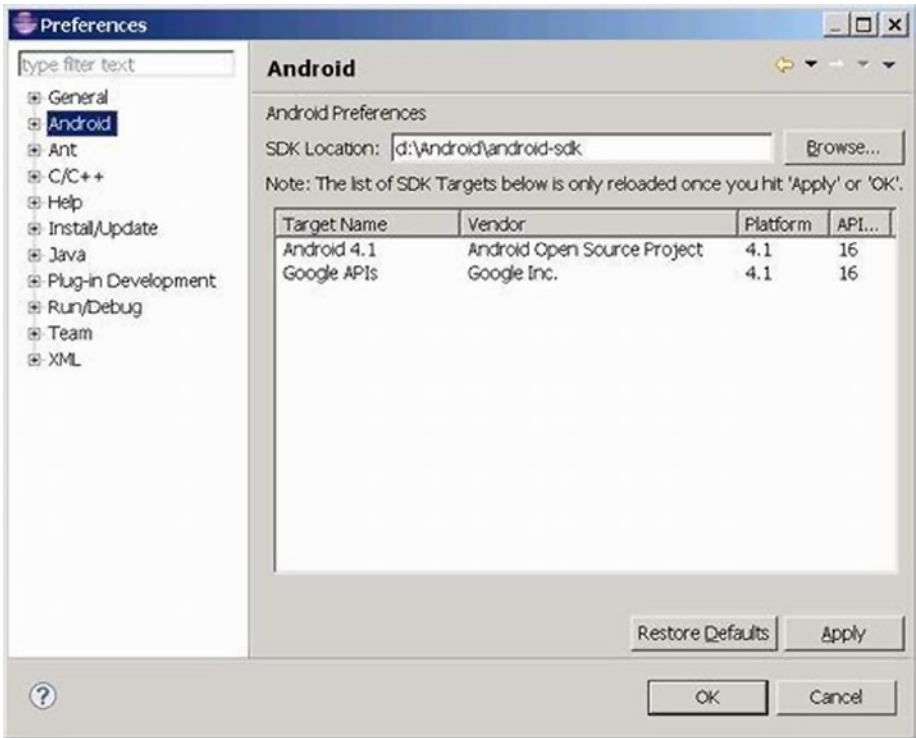 Preferences
type filter text
General
Android
Ant
C/C++
Help
Install/Update
Java
Plug-in Development
Run/Debug
Team
XML
Android
Android Preferences
SDK Location: d:\Android\android-sdk Browse...
Note: The list of SDK Targets below is only reloaded once you hit 'Apply' or 'OK'.
Target Name Vendor Platform API...
Android 4.1 Android Open Source Project 4.1 16
Google APIs Google Inc. 4.1 16
Restore Defaults Apply
? OK Cancel